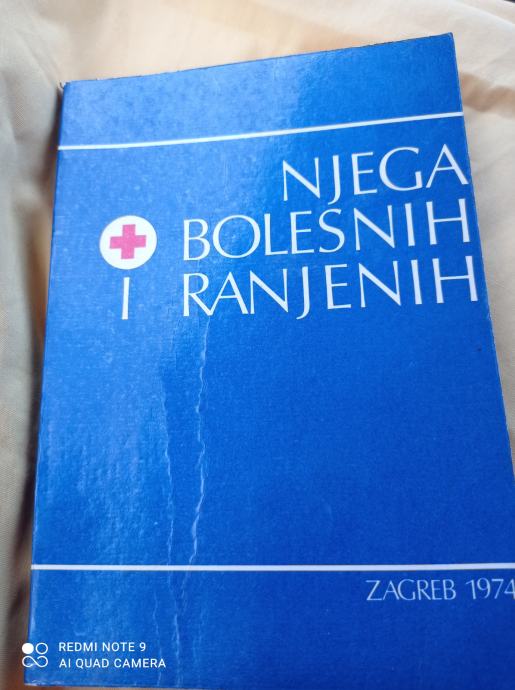 NJEGA
BOLESNIH
I RANJENIH
ZAGREB 1974
REDMI NOTE 9
AI QUAD CAMERA